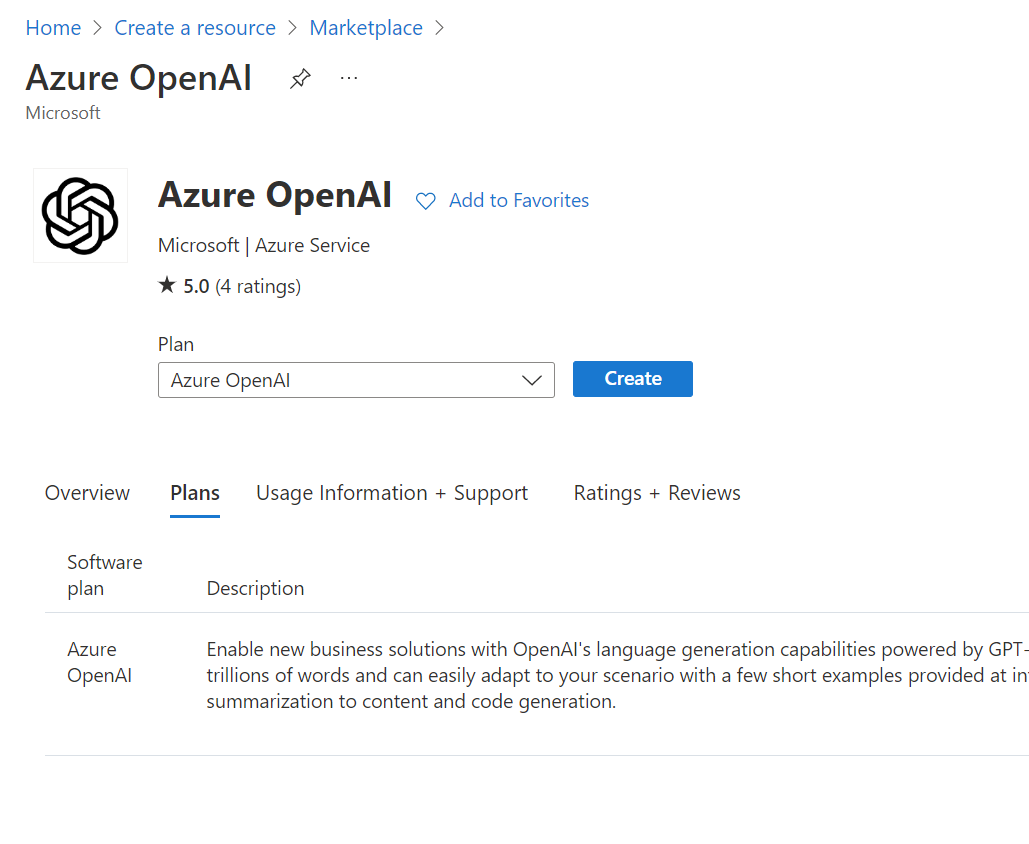 Home > Create a resource > Marketplace >
Azure OpenAI
Microsoft
Azure OpenAI Add to Favorites
Microsoft | Azure Service
★ 5.0 (4 ratings)
Plan
Azure OpenAI Create
Overview Plans Usage Information + Support Ratings + Reviews
Software
plan Description
Azure Enable new business solutions with OpenAI's language generation capabilities powered by GPT-
OpenAI trillions of words and can easily adapt to your scenario with a few short examples provided at
summarization to content and code generation.